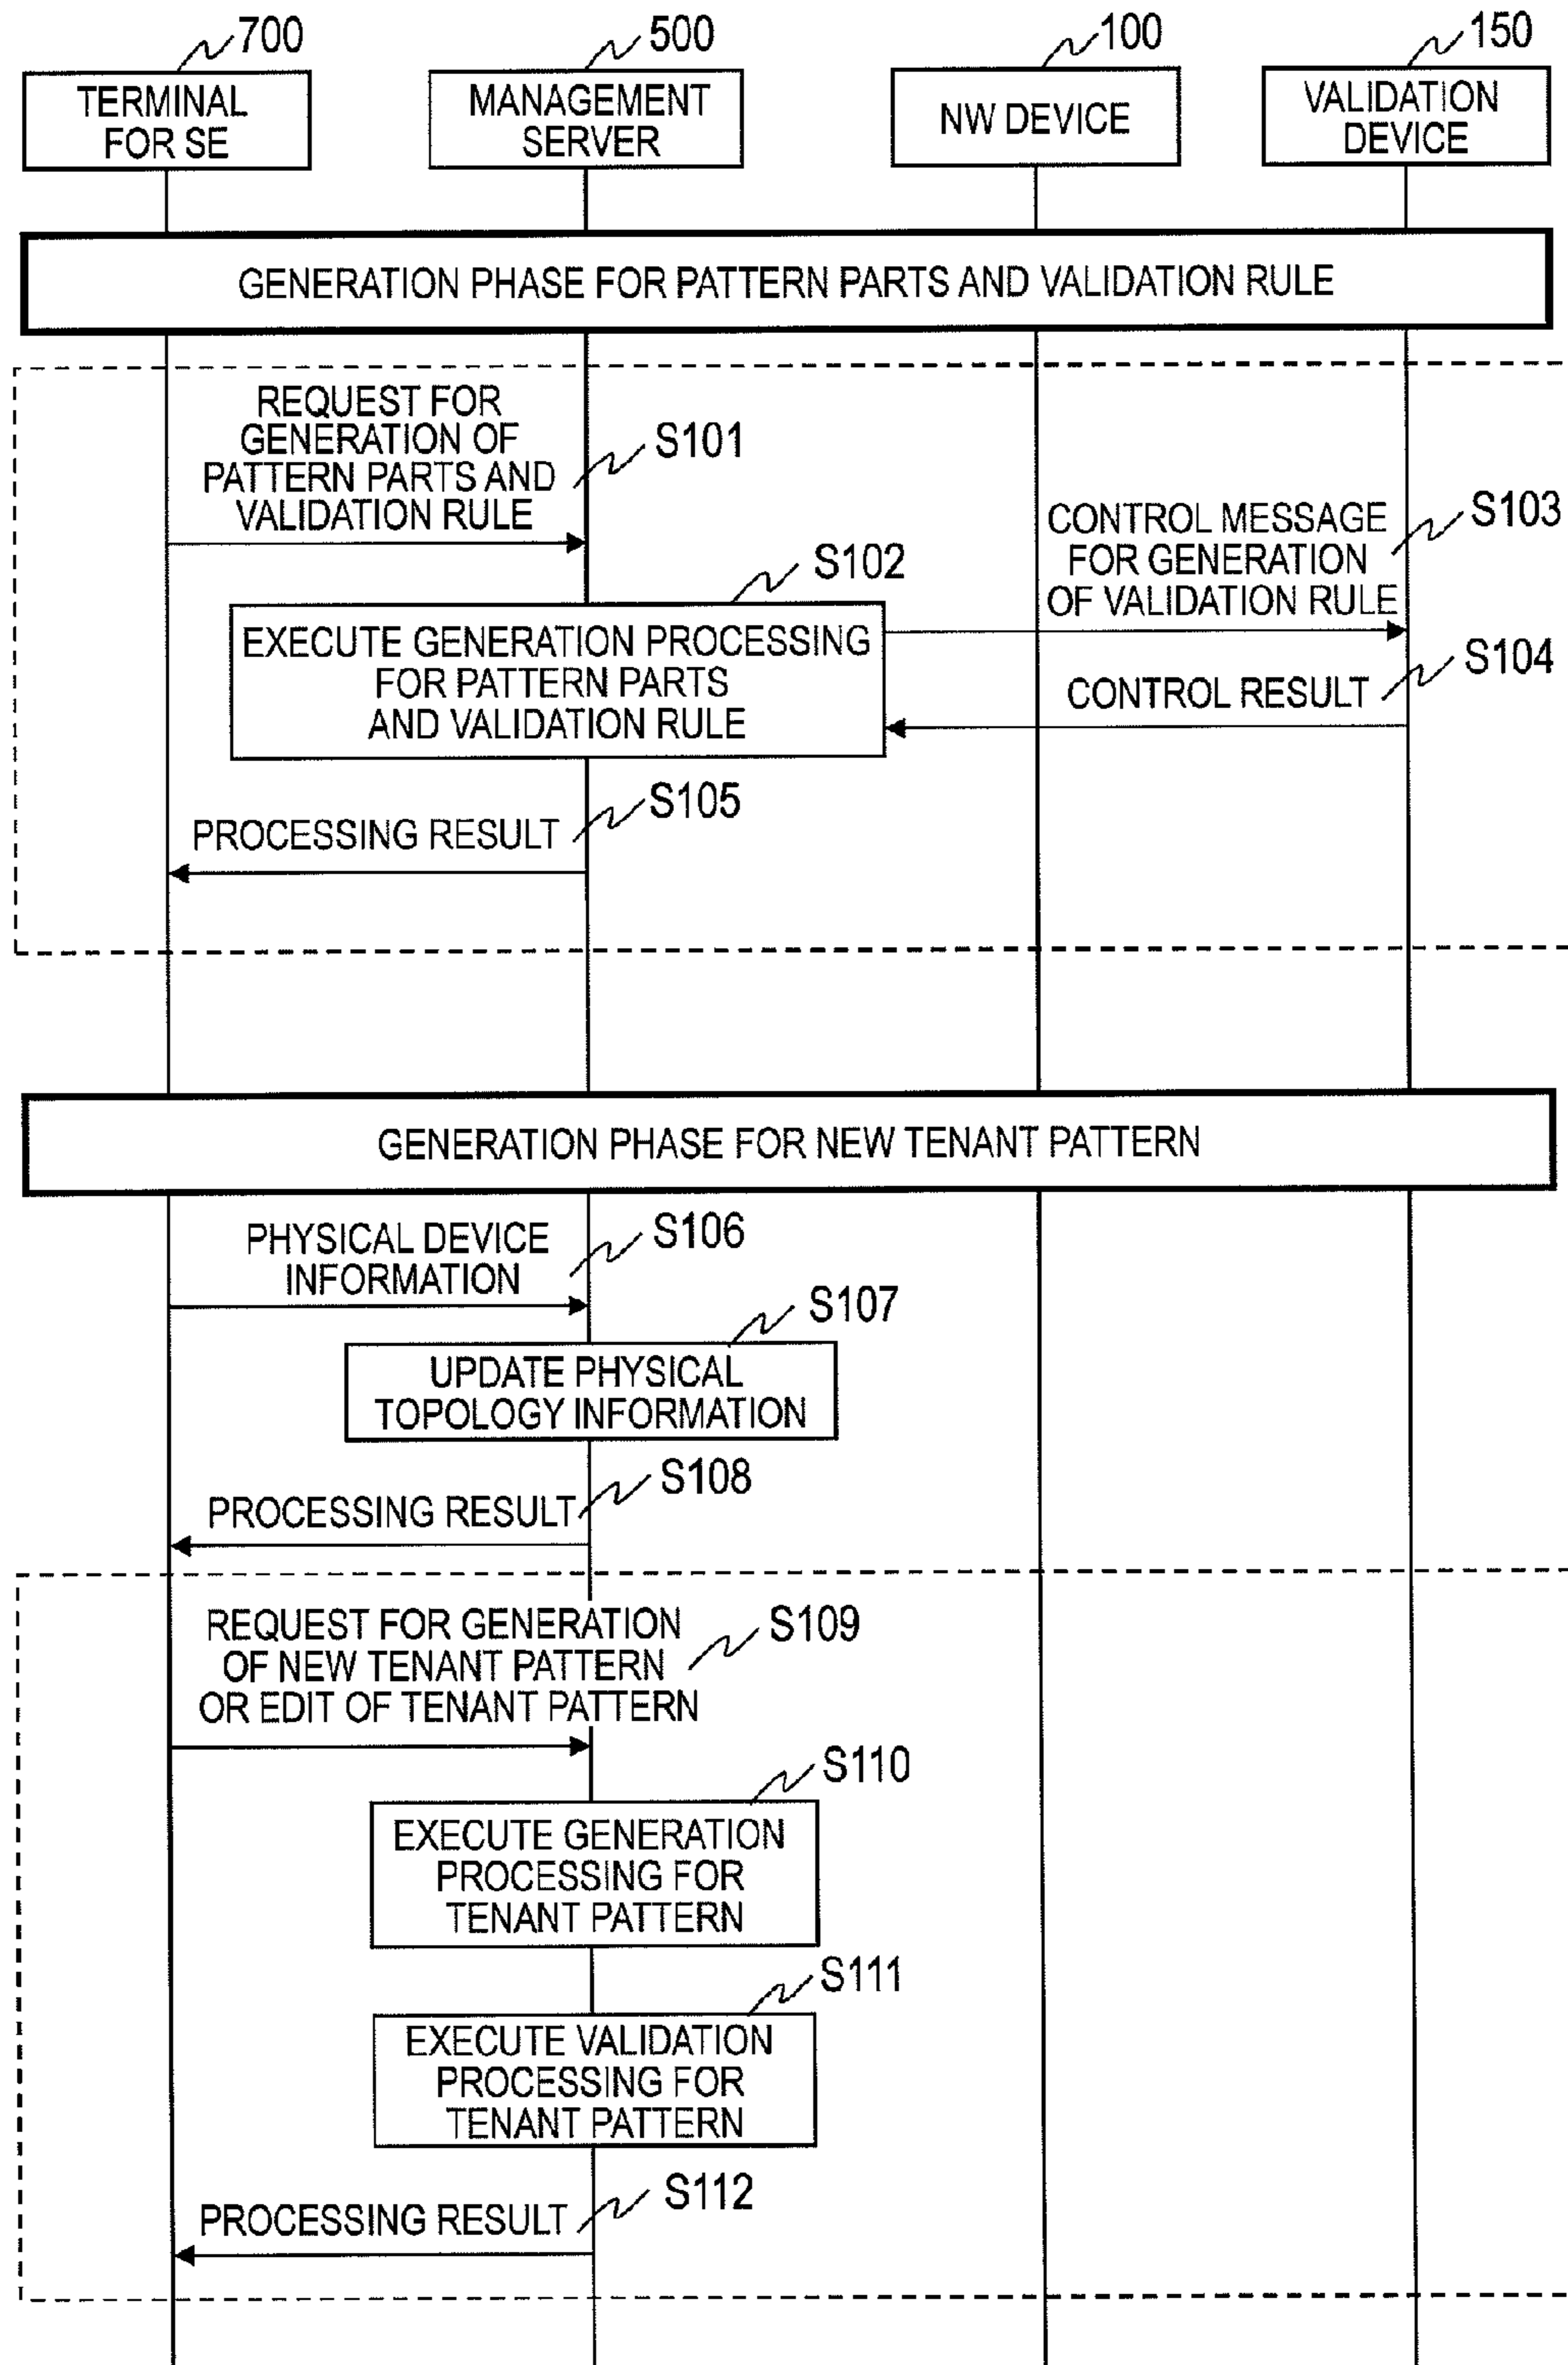 700
500
100
150
TERMINAL
FOR SE
MANAGEMENT
SERVER
NW DEVICE
VALIDATION
DEVICE
GENERATION PHASE FOR PATTERN PARTS AND VALIDATION RULE
REQUEST FOR
GENERATION OF
PATTERN PARTS AND
VALIDATION RULE
S101
S102
EXECUTE GENERATION PROCESSING
FOR PATTERN PARTS
AND VALIDATION RULE
CONTROL MESSAGE
FOR GENERATION
OF VALIDATION RULE
S103
CONTROL RESULT
S104
PROCESSING RESULT
S105
GENERATION PHASE FOR NEW TENANT PATTERN
PHYSICAL DEVICE
INFORMATION
S106
S107
UPDATE PHYSICAL
TOPOLOGY INFORMATION
PROCESSING RESULT
S108
REQUEST FOR GENERATION
OF NEW TENANT PATTERN
OR EDIT OF TENANT PATTERN
S109
S110
EXECUTE GENERATION
PROCESSING FOR
TENANT PATTERN
S111
EXECUTE VALIDATION
PROCESSING FOR
TENANT PATTERN
PROCESSING RESULT
S112